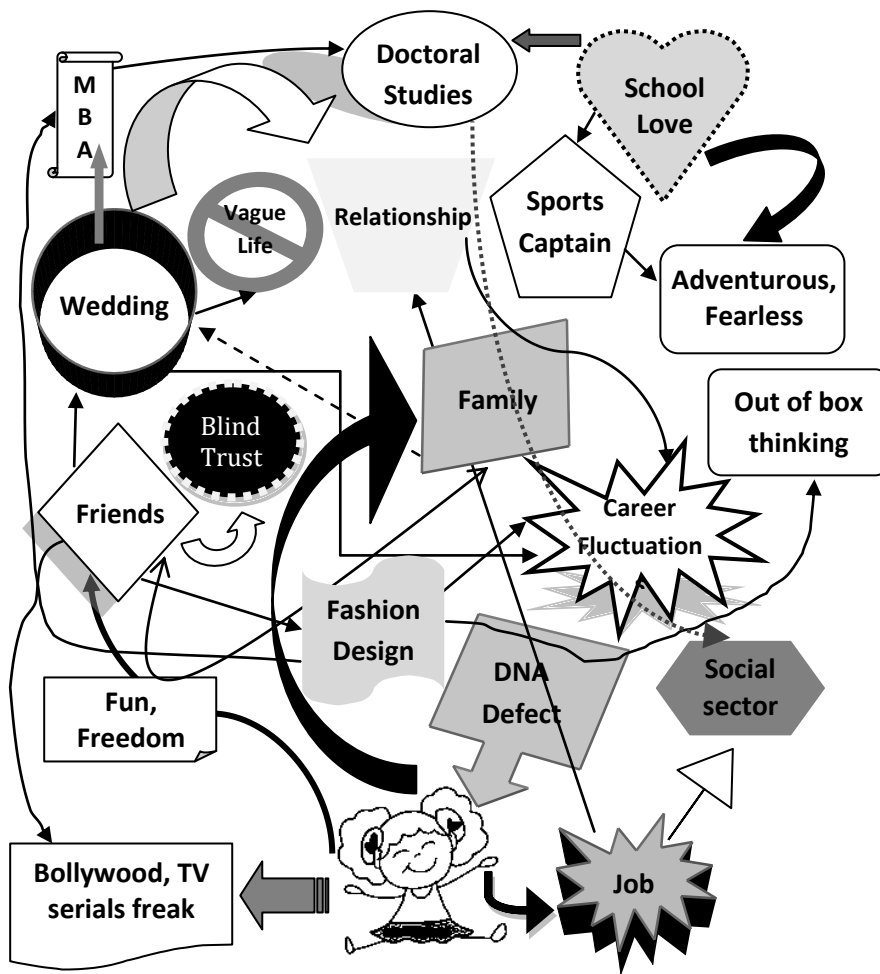 M
B
A
Doctoral
Studies
School
Love
Vague
Life
Relationship
Sports
Captain
Wedding
Adventurous,
Fearless
Family
Out of box
thinking
Blind
Trust
Friends
Career
Fluctuation
Fashion
Design
DNA
Defect
Social
sector
Fun,
Freedom
Bollywood, TV
serials freak
Job